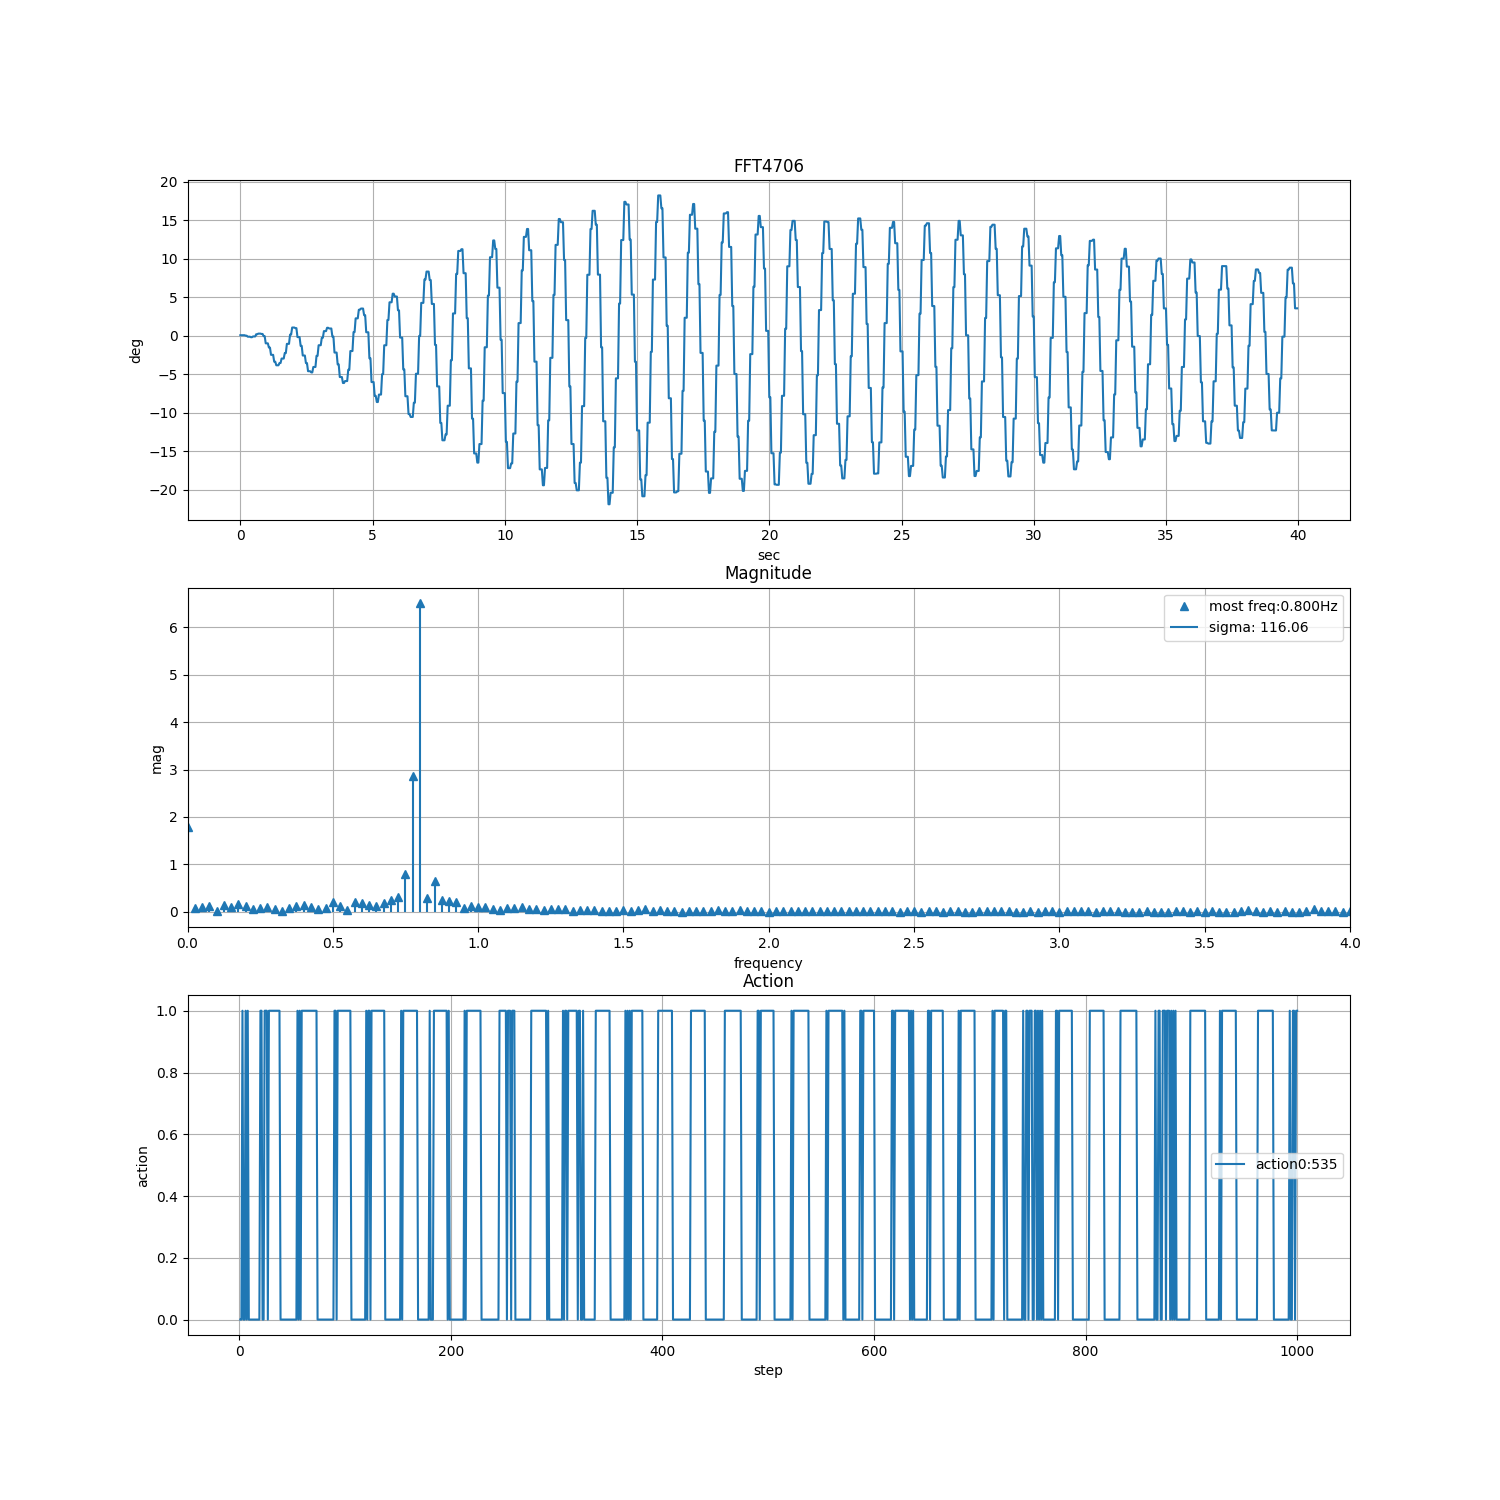 FFT4706
20
15
10
5
0
−5
−10
−15
−20
deg
0 5 10 15 20 25 30 35 40
sec
Magnitude
most freq:0.800Hz
sigma: 116.06
6
5
4
3
2
1
0
mag
0.0 0.5 1.0 1.5 2.0 2.5 3.0 3.5 4.0
frequency
Action
1.0
0.8
0.6
0.4
0.2
0.0
action
action0:535
0 200 400 600 800 1000
step